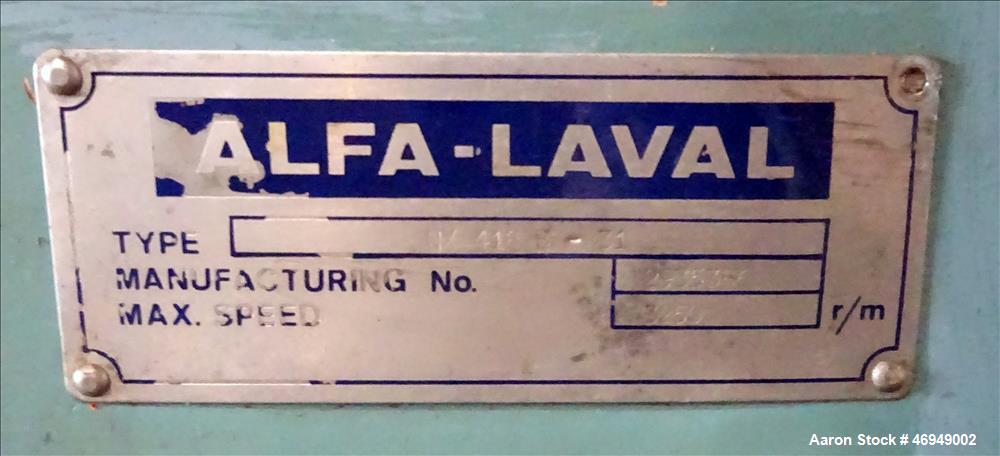 ALFA-LAVAL
TYPE
MANUFACTURING No.
MAX. SPEED r/m
Aaron Stock # 46949002